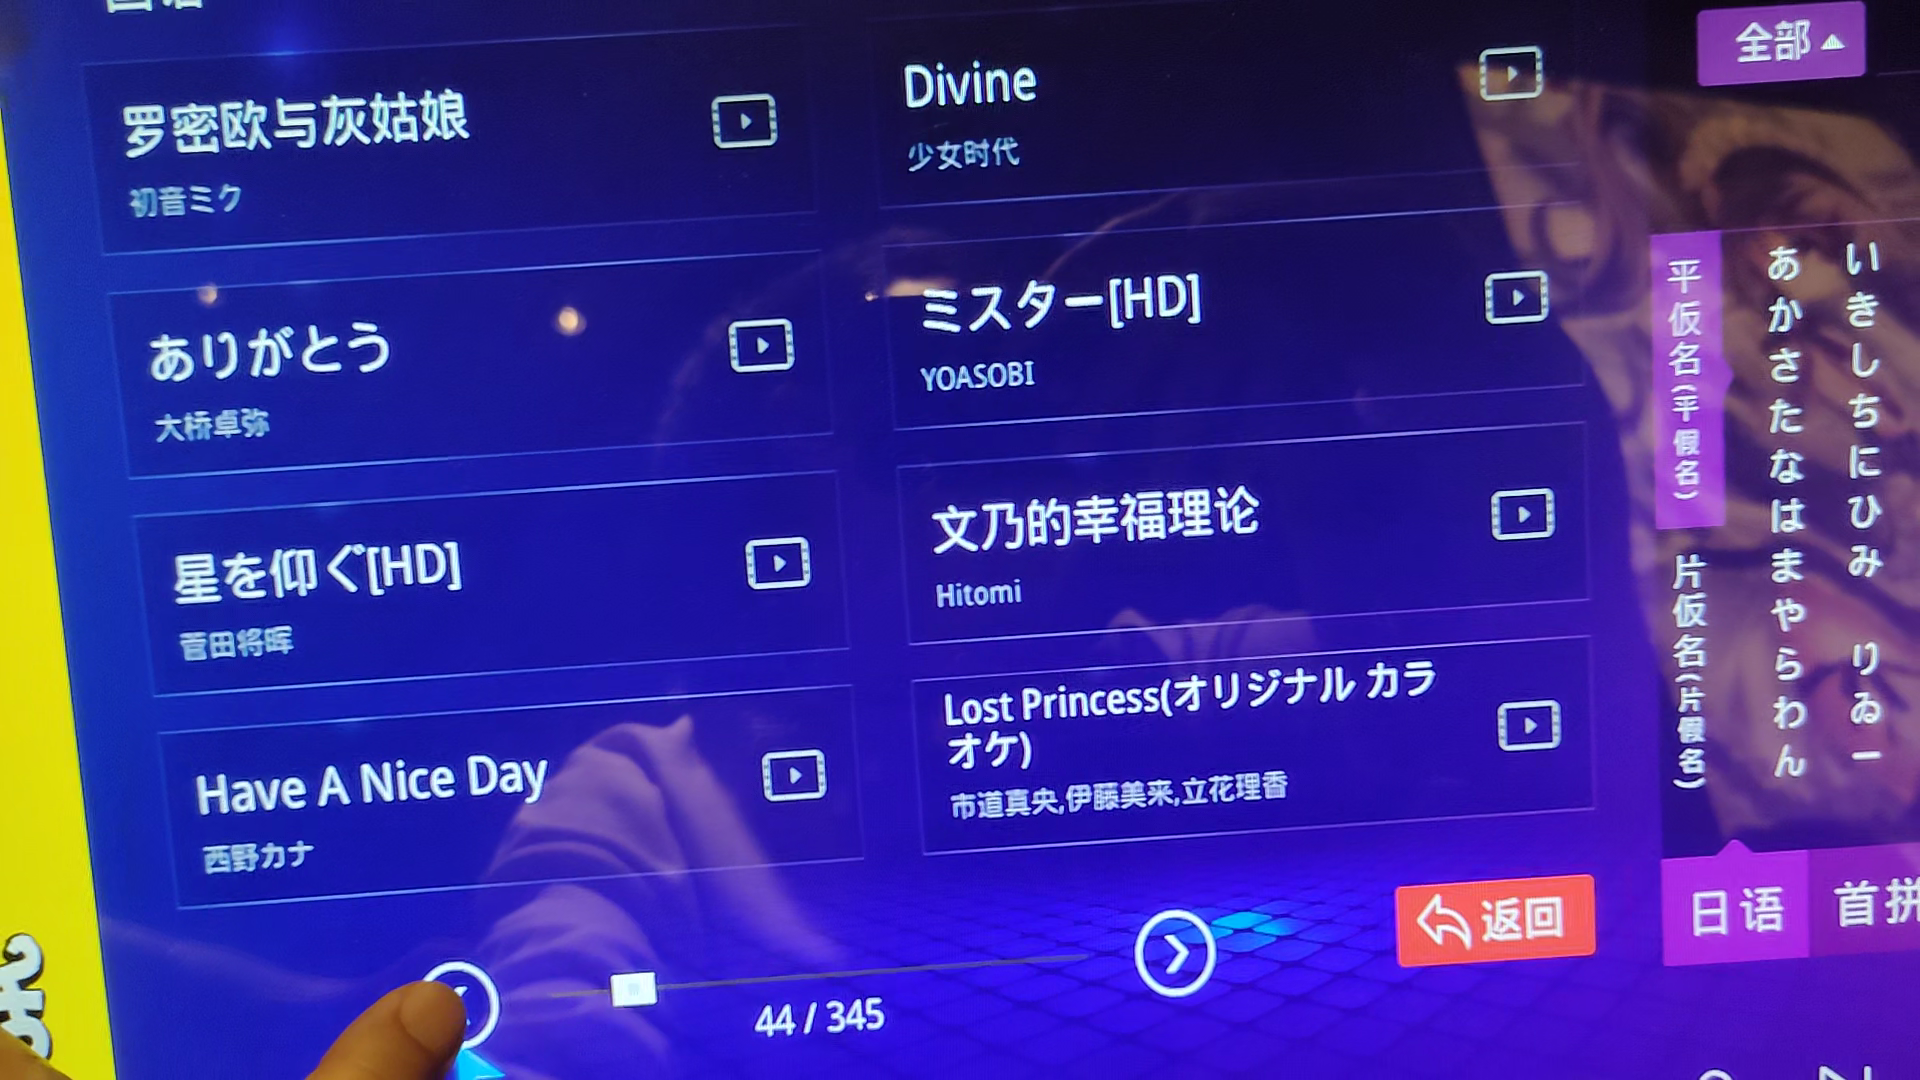 罗密欧与灰姑娘
初音ミク
Divine
少女时代
ありがとう
大桥卓弥
ミスター[HD]
YOASOBI
星を仰ぐ[HD]
菅田将晖
文乃的幸福理论
Hitomi
Have A Nice Day
西野カナ
Lost Princess(オリジナル カラ
オケ)
市道真央,伊藤美来,立花理香
44 / 345
返回
全部
平仮名(平假名)
片仮名(片假名)
あかさたなはまやらわん
いきしちにひみ りゐー
日语
首拼